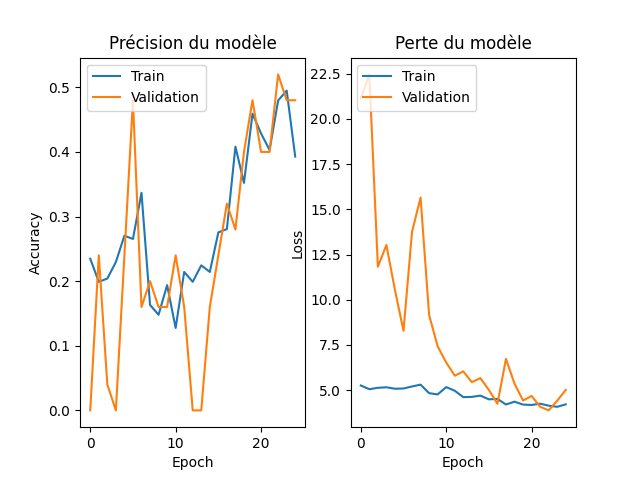 Précision du modèle
Train
Validation
0.5
0.4
0.3
0.2
0.1
0.0
Accuracy
0
10
20
Epoch
Perte du modèle
Train
Validation
22.5
20.0
17.5
15.0
12.5
10.0
7.5
5.0
Loss
0
10
20
Epoch